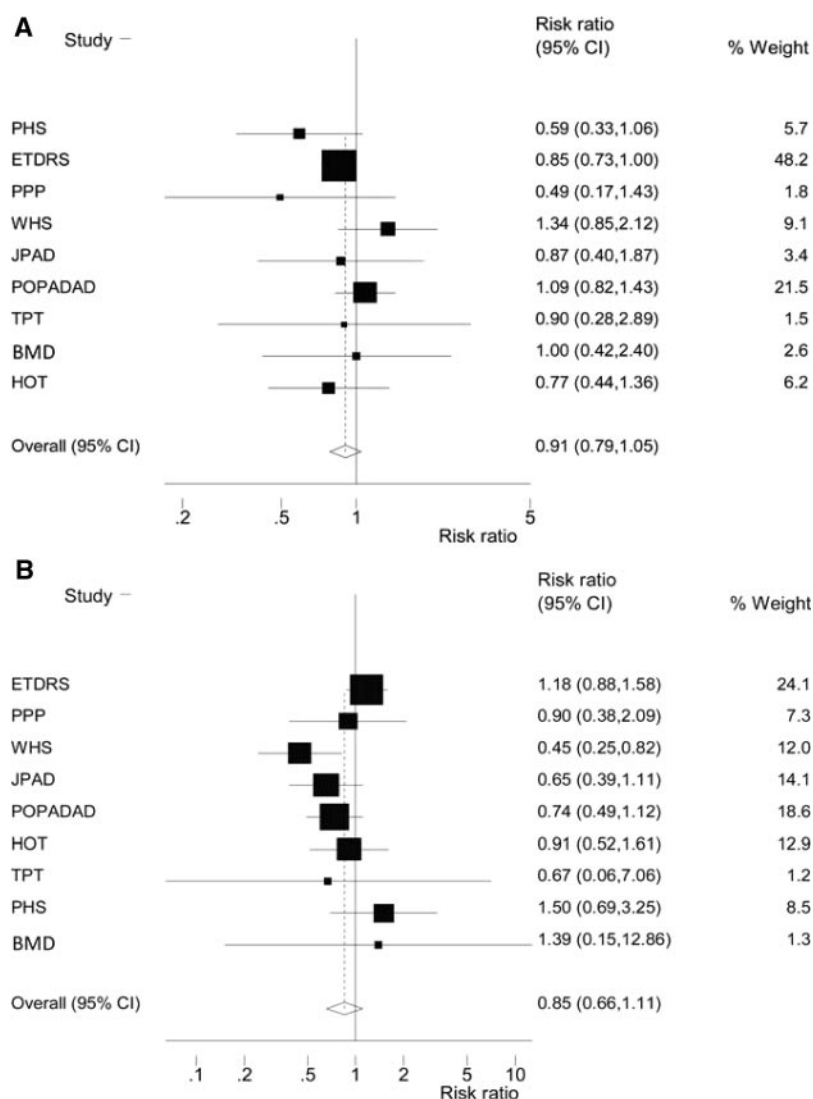 A
Study
Risk ratio
(95% CI)
% Weight
PHS 0.59 (0.33,1.06) 5.7
ETDRS 0.85 (0.73,1.00) 48.2
PPP 0.49 (0.17,1.43) 1.8
WHS 1.34 (0.85,2.12) 9.1
JPAD 0.87 (0.40,1.87) 3.4
POPADAD 1.09 (0.82,1.43) 21.5
TPT 0.90 (0.28,2.89) 1.5
BMD 1.00 (0.42,2.40) 2.6
HOT 0.77 (0.44,1.36) 6.2
Overall (95% CI) 0.91 (0.79,1.05)
.2 .5 1 5
Risk ratio
B
Study
Risk ratio
(95% CI)
% Weight
ETDRS 1.18 (0.88,1.58) 24.1
PPP 0.90 (0.38,2.09) 7.3
WHS 0.45 (0.25,0.82) 12.0
JPAD 0.65 (0.39,1.11) 14.1
POPADAD 0.74 (0.49,1.12) 18.6
HOT 0.91 (0.52,1.61) 12.9
TPT 0.67 (0.06,7.06) 1.2
PHS 1.50 (0.69,3.25) 8.5
BMD 1.39 (0.15,12.86) 1.3
Overall (95% CI) 0.85 (0.66,1.11)
.1 .2 .5 1 2 5 10
Risk ratio